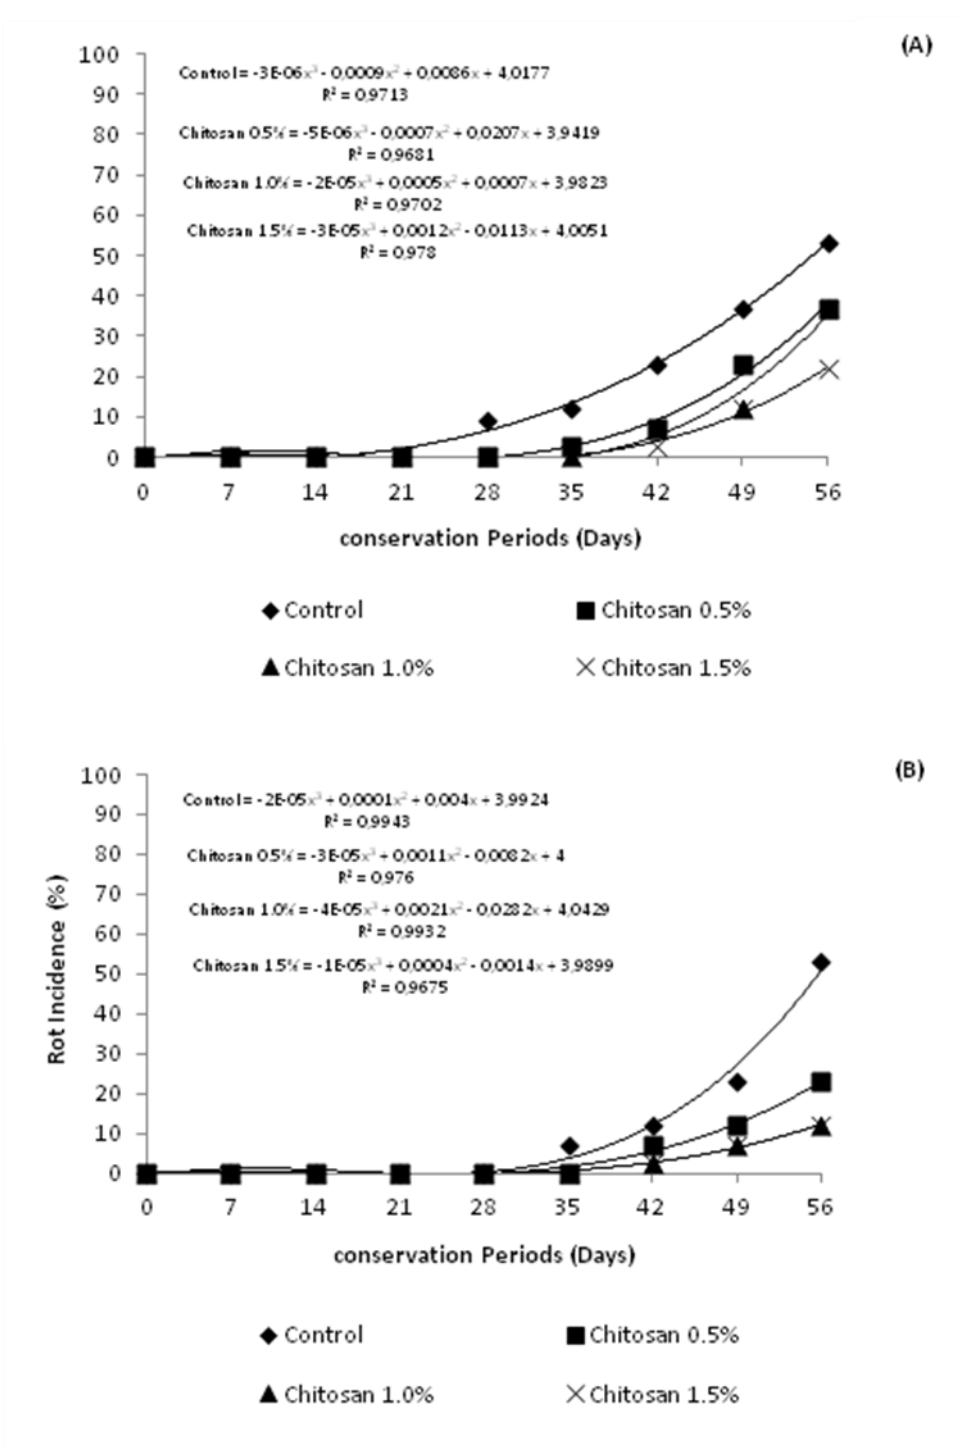 (A)
100
90
80
70
60
50
40
30
20
10
0
Control = -3E-06x³ - 0,0009x² + 0,0086x + 4,0177
R² = 0,9713
Chitosan 0.5% = -5E-06x³ - 0,0007x² + 0,0207x + 3,9419
R² = 0,9681
Chitosan 1.0% = -2E-05x³ + 0,0005x² + 0,0007x + 3,9823
R² = 0,9702
Chitosan 1.5% = -3E-05x³ + 0,0012x² - 0,0113x + 4,0051
R² = 0,978
0 7 14 21 28 35 42 49 56
conservation Periods (Days)
Control Chitosan 0.5%
Chitosan 1.0% Chitosan 1.5%
(B)
Rot Incidence (%)
100
90
80
70
60
50
40
30
20
10
0
Control = -2E-05x³ + 0,0001x² + 0,004x + 3,9924
R² = 0,9943
Chitosan 0.5% = -3E-05x³ + 0,0011x² - 0,0082x + 4
R² = 0,976
Chitosan 1.0% = -4E-05x³ + 0,0021x² - 0,0282x + 4,0429
R² = 0,9932
Chitosan 1.5% = -1E-05x³ + 0,0004x² - 0,0014x + 3,9899
R² = 0,9675
0 7 14 21 28 35 42 49 56
conservation Periods (Days)
Control Chitosan 0.5%
Chitosan 1.0% Chitosan 1.5%